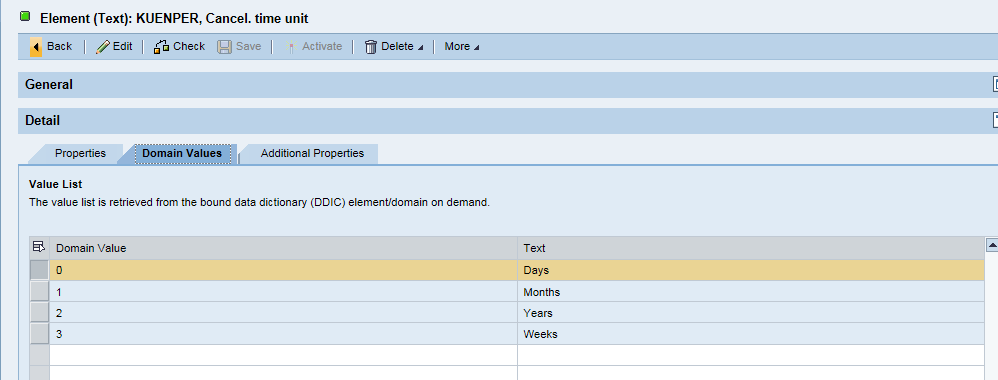 Element (Text): KUENPER, Cancel. time unit
Back Edit Check Save Activate Delete More
General
Detail
Properties Domain Values Additional Properties
Value List
The value list is retrieved from the bound data dictionary (DDIC) element/domain on demand.
Domain Value Text
0 Days
1 Months
2 Years
3 Weeks